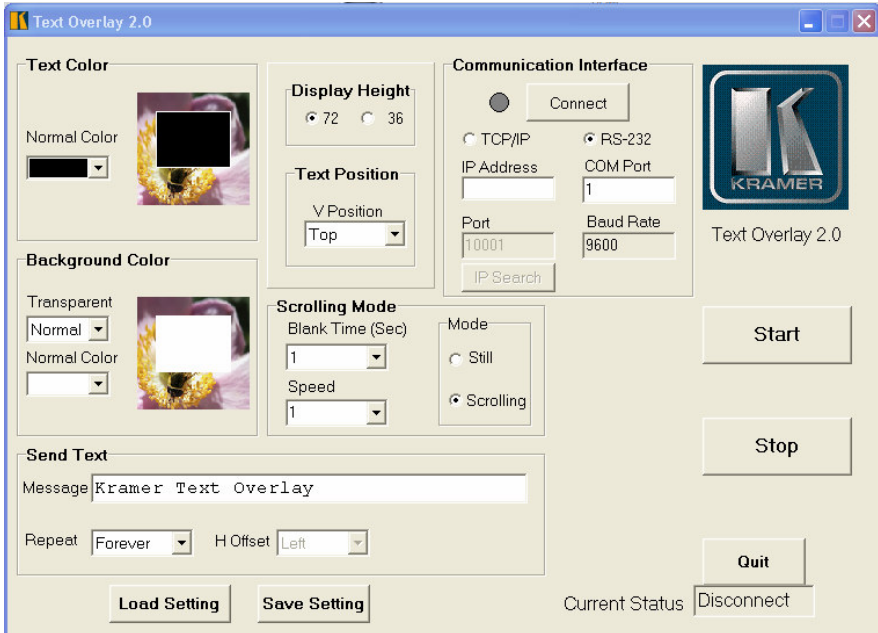 Text Overlay 2.0
Text Color
Normal Color
Display Height
72 36
Text Position
V Position
Top
Communication Interface
Connect
TCP/IP RS-232
IP Address COM Port
1
Port Baud Rate
10001 9600
IP Search
KRAMER
Text Overlay 2.0
Background Color
Transparent
Normal
Normal Color
Scrolling Mode
Blank Time (Sec)
1
Speed
1
Mode
Still
Scrolling
Start
Stop
Send Text
Message Kramer Text Overlay
Repeat Forever H Offset Left
Load Setting Save Setting
Quit
Current Status Disconnect